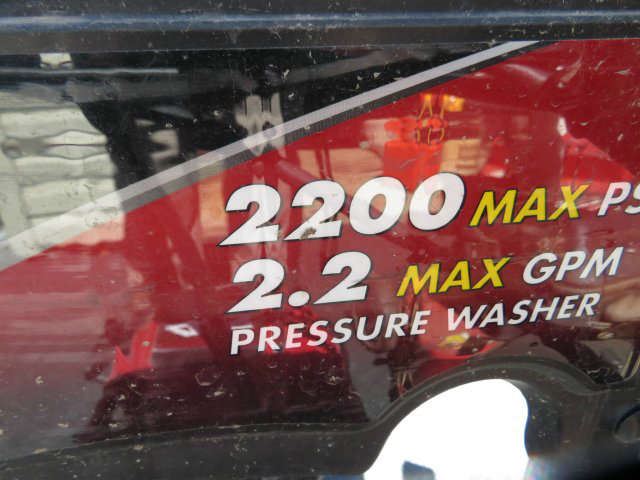 2200 MAX PS
2.2 MAX GPM
PRESSURE WASHER